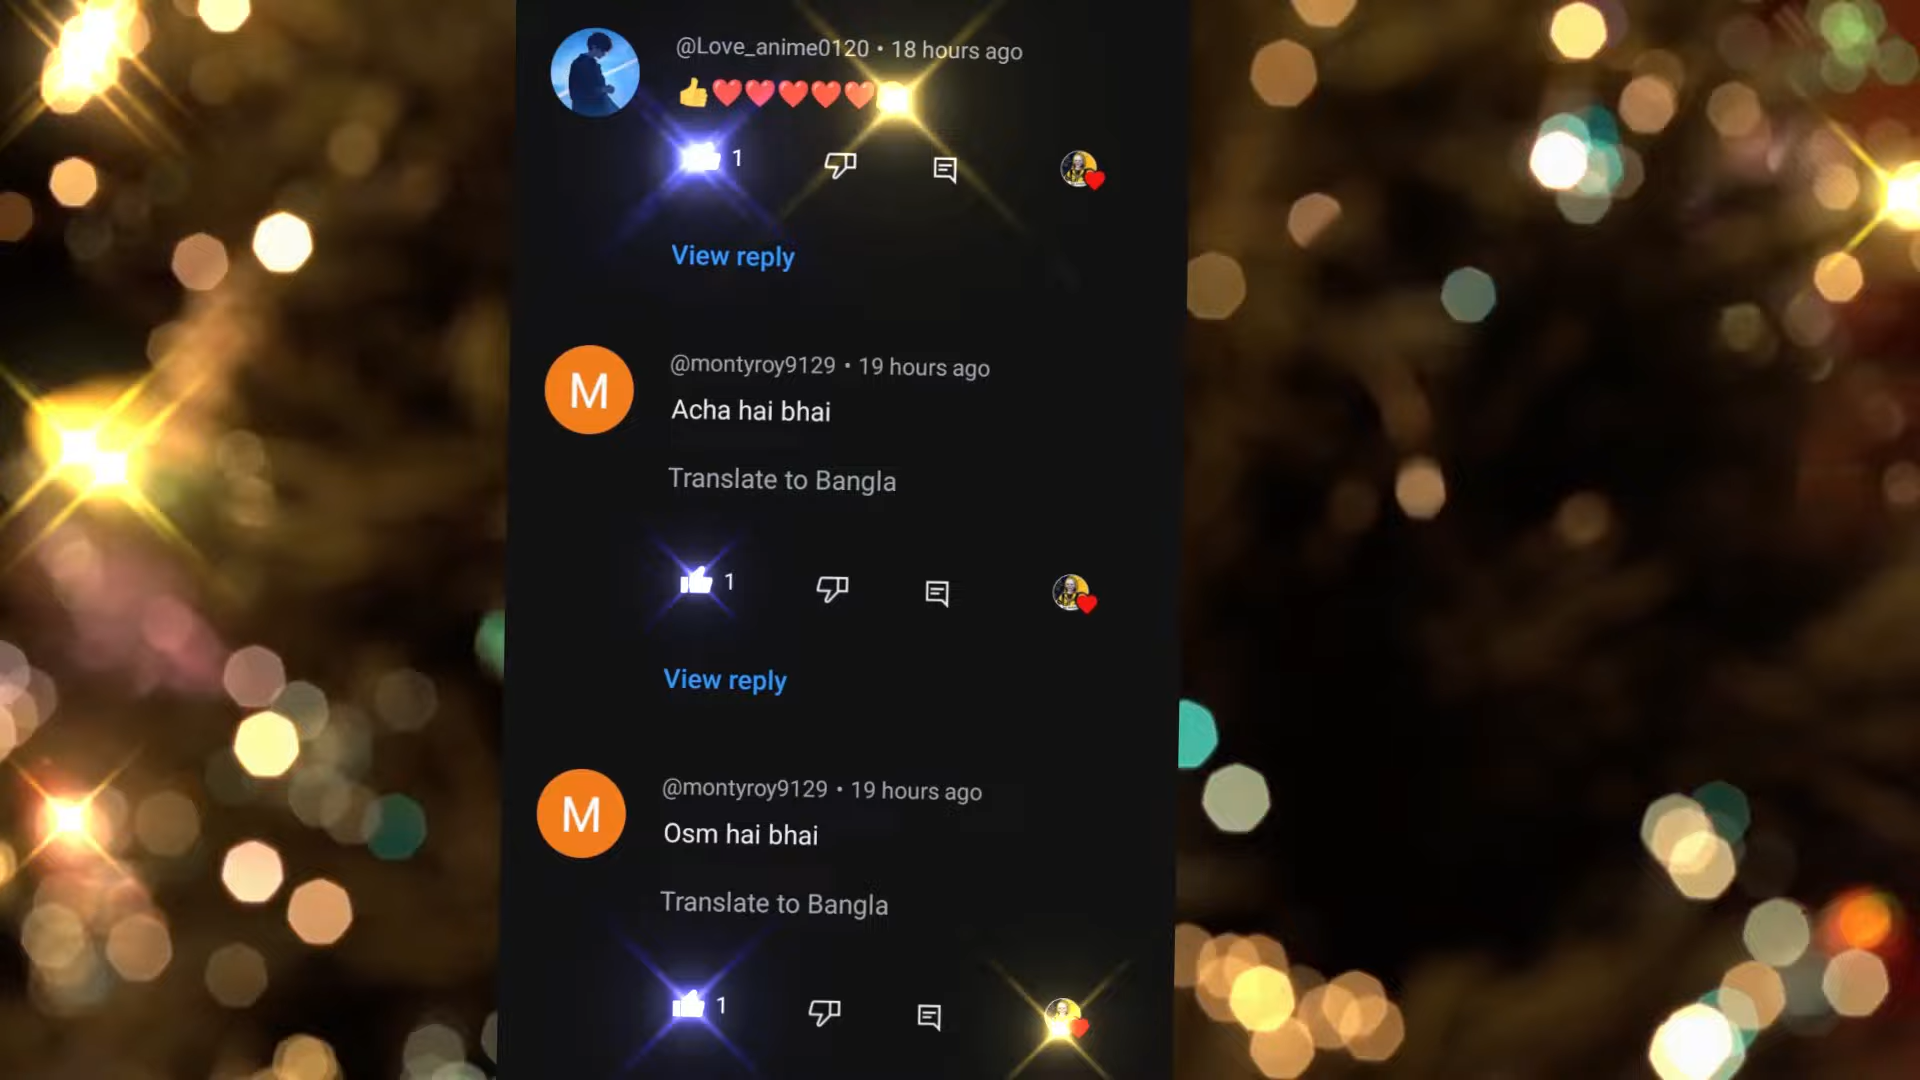 @Love_anime0120 • 18 hours ago
👍❤️❤️❤️❤️❤️
1
View reply
M
@montyroy9129 • 19 hours ago
Acha hai bhai
Translate to Bangla
1
View reply
M
@montyroy9129 • 19 hours ago
Osm hai bhai
Translate to Bangla
1